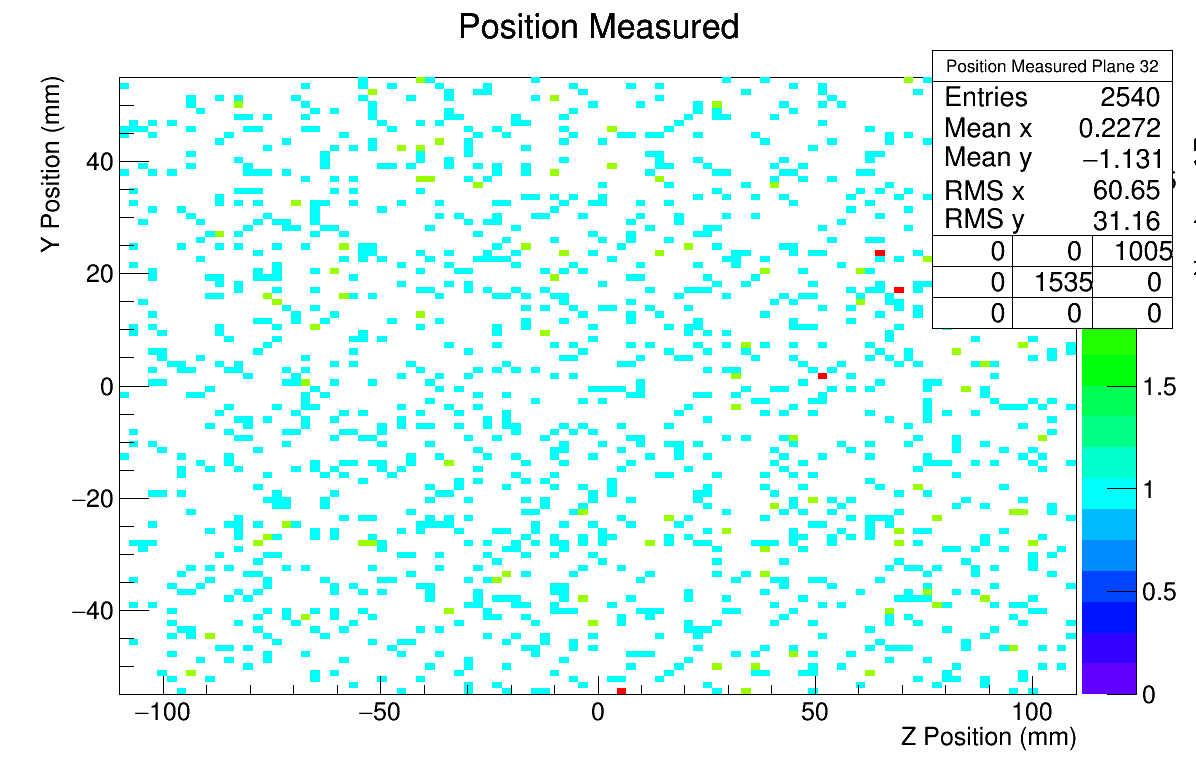 Position Measured
Position Measured Plane 32
Entries 2540
Mean x 0.2272
Mean y −1.131
RMS x 60.65
RMS y 31.16
0 0 1005
0 1535 0
0 0 0
Y Position (mm)
40
20
0
−20
−40
−100 −50 0 50 100
Z Position (mm)
1.5
1
0.5
0